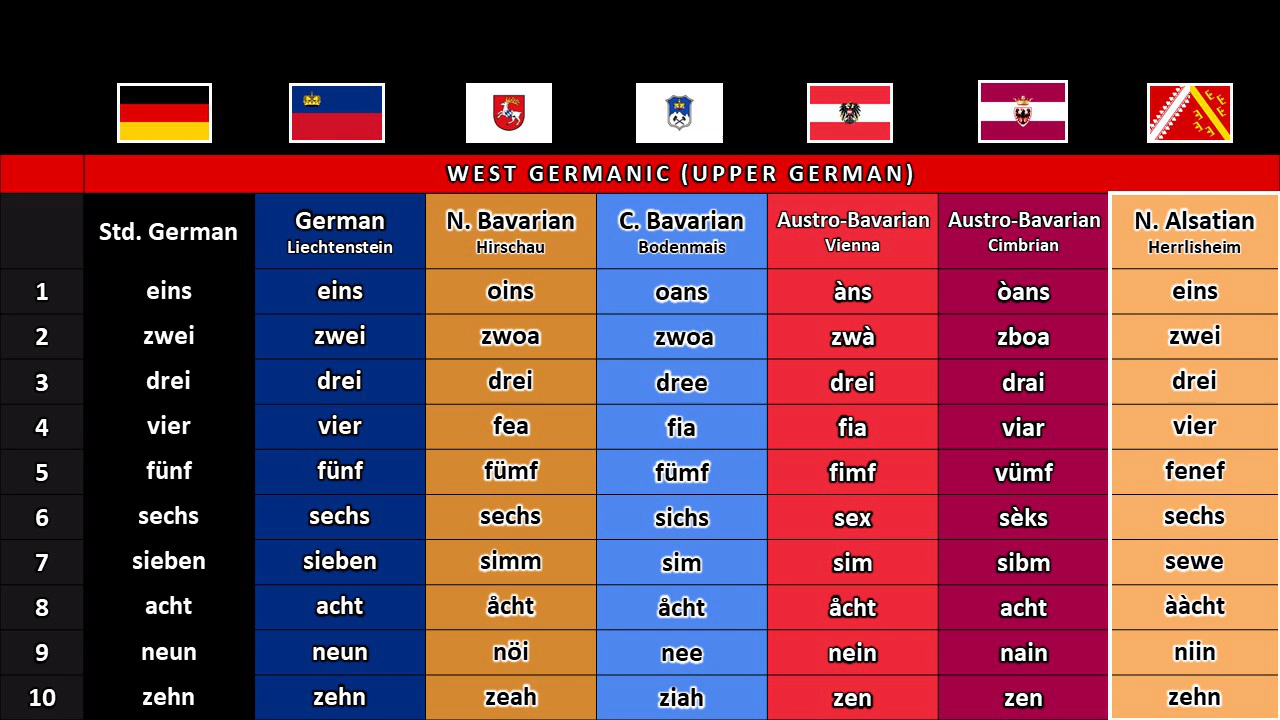 WEST GERMANIC (UPPER GERMAN)
Std. German German Liechtenstein N. Bavarian Hirschau C. Bavarian Bodenmais Austro-Bavarian Vienna Austro-Bavarian Cimbrian N. Alsatian Herrlisheim
1 eins eins oins oans àns òans eins
2 zwei zwei zwoa zwoa zwà zboa zwei
3 drei drei drei dree drei drai drei
4 vier vier fea fia fia viar vier
5 fünf fünf fümf fümf fimf vümf fenef
6 sechs sechs sechs sichs sex sèks sechs
7 sieben sieben simm sim sim sibm sewe
8 acht acht åcht åcht åcht acht ààcht
9 neun neun nöi nee nein nain niin
10 zehn zehn zeah ziah zen zen zehn